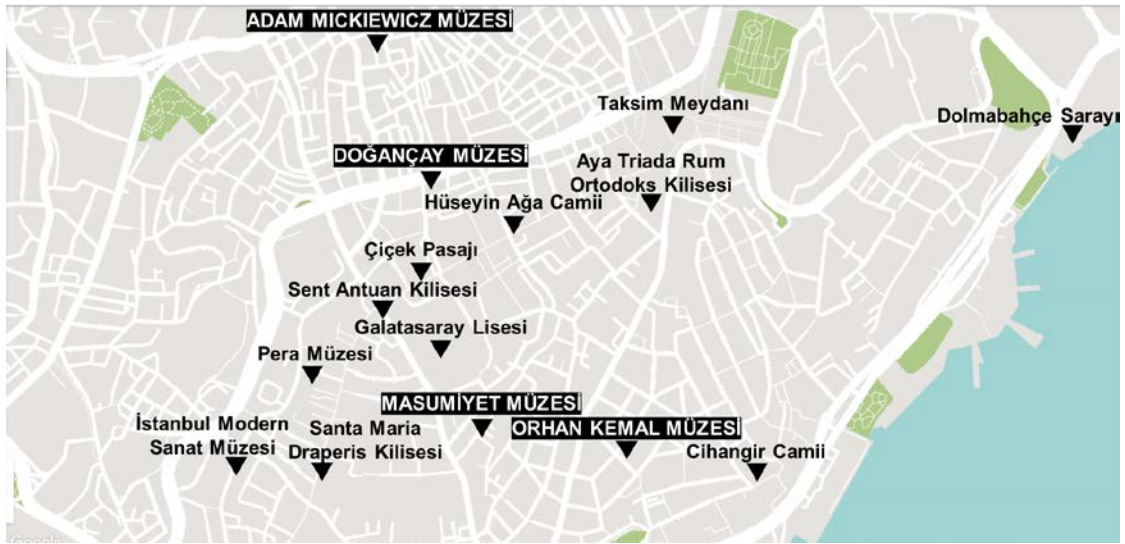 ADAM MICKIEWICZ MÜZESİ
Taksim Meydanı
Dolmabahçe Sarayı
DOĞANÇAY MÜZESİ
Aya Triada Rum
Ortodoks Kilisesi
Hüseyin Ağa Camii
Çiçek Pasajı
Sent Antuan Kilisesi
Galatasaray Lisesi
Pera Müzesi
MASUMİYET MÜZESİ
İstanbul Modern
Sanat Müzesi
Santa Maria
Draperis Kilisesi
ORHAN KEMAL MÜZESİ
Cihangir Camii
Google